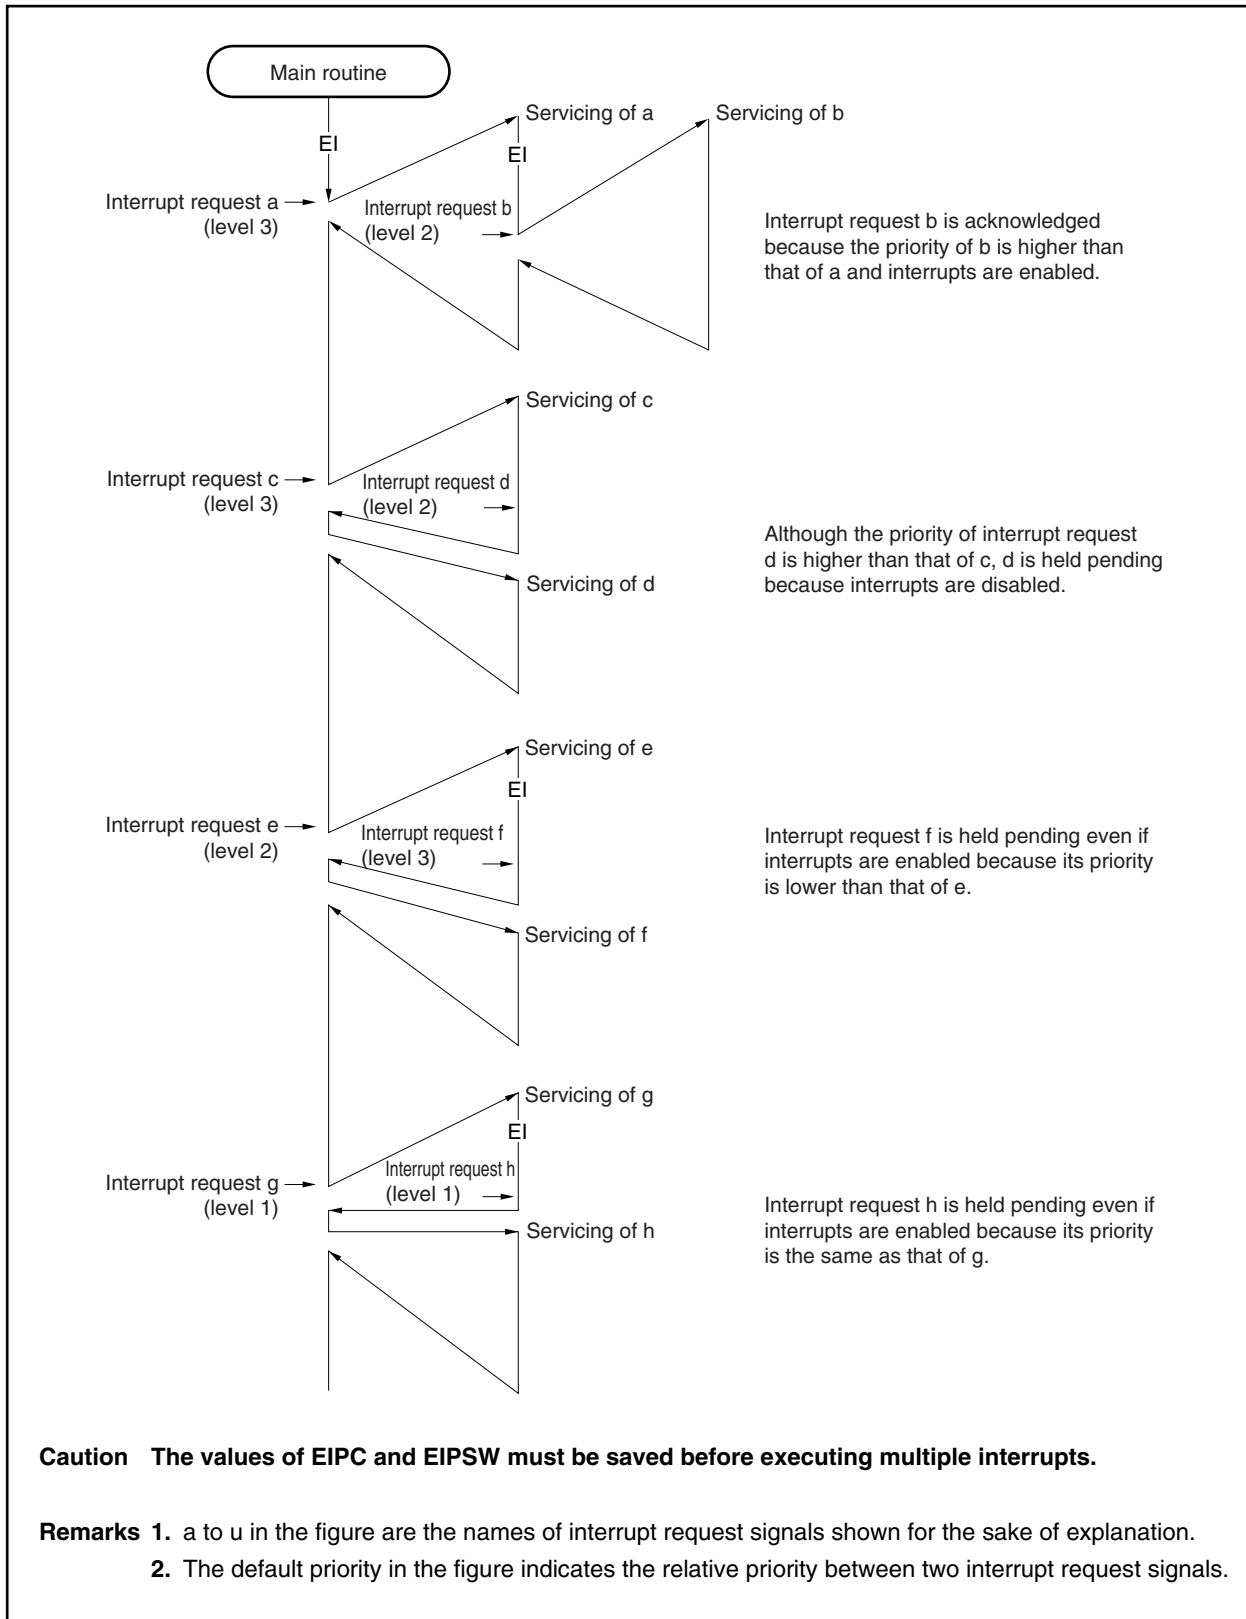 Main routine
EI
Servicing of a
EI
Servicing of b
Interrupt request a
(level 3)
Interrupt request b
(level 2)
Interrupt request b is acknowledged
because the priority of b is higher than
that of a and interrupts are enabled.
Servicing of c
Interrupt request c
(level 3)
Interrupt request d
(level 2)
Although the priority of interrupt request
d is higher than that of c, d is held pending
because interrupts are disabled.
Servicing of d
Servicing of e
EI
Interrupt request e
(level 2)
Interrupt request f
(level 3)
Interrupt request f is held pending even if
interrupts are enabled because its priority
is lower than that of e.
Servicing of f
Servicing of g
EI
Interrupt request g
(level 1)
Interrupt request h
(level 1)
Interrupt request h is held pending even if
interrupts are enabled because its priority
is the same as that of g.
Servicing of h
Caution The values of EIPC and EIPSW must be saved before executing multiple interrupts.
Remarks 1. a to u in the figure are the names of interrupt request signals shown for the sake of explanation.
2. The default priority in the figure indicates the relative priority between two interrupt request signals.